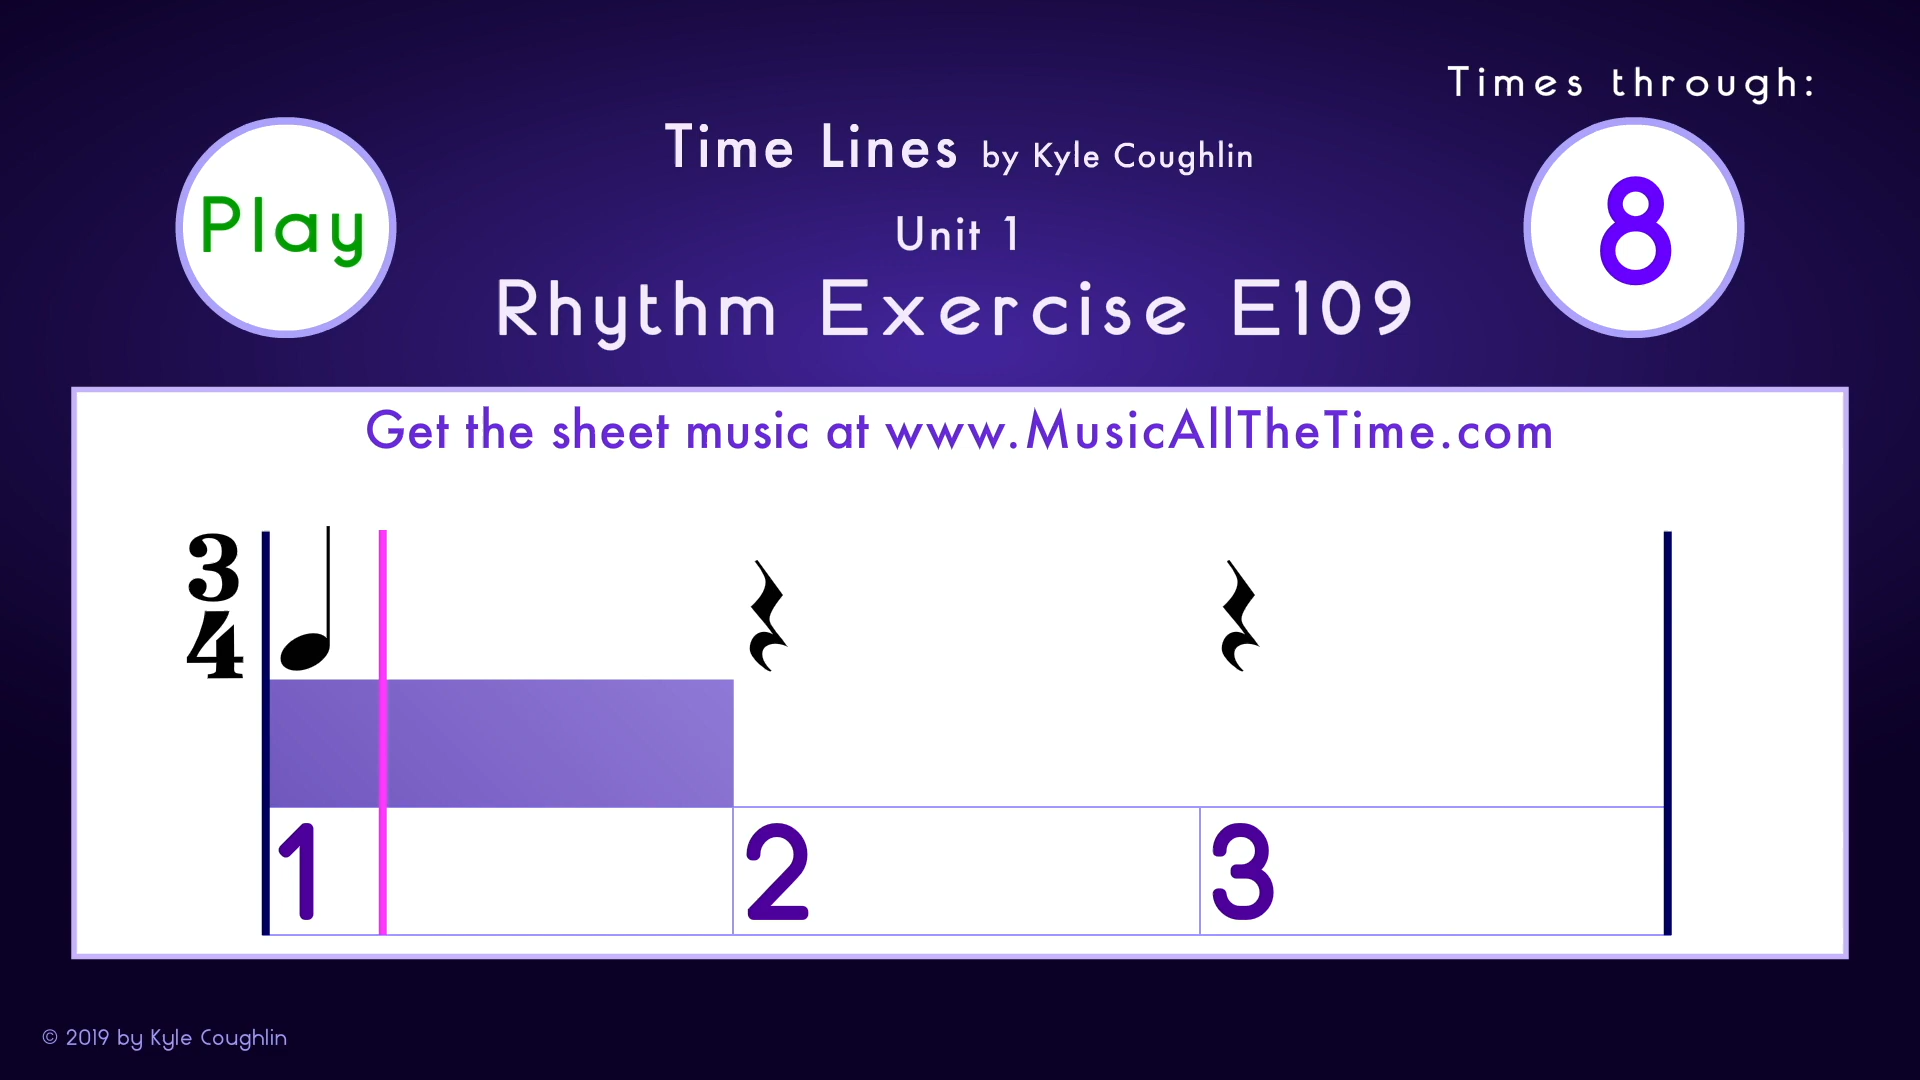 Times through:
Time Lines by Kyle Coughlin
Play
8
Unit 1
Rhythm Exercise E109
Get the sheet music at www.MusicAllTheTime.com
3
4
1 2 3
© 2019 by Kyle Coughlin